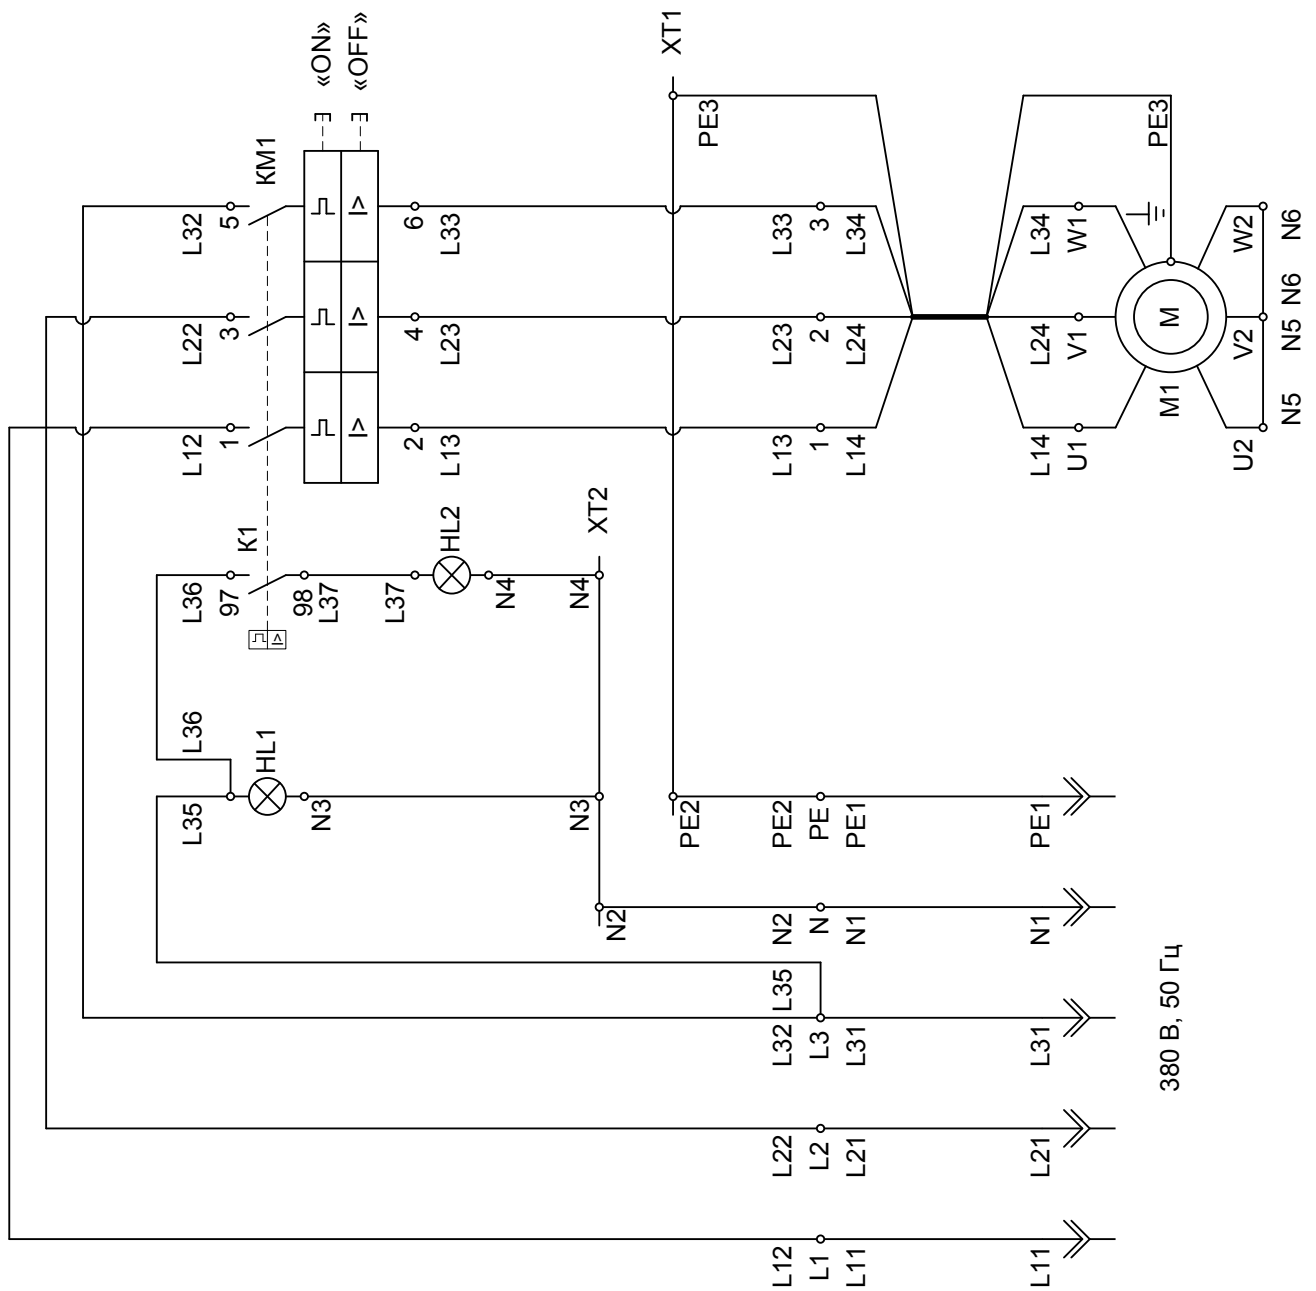 «ON»
«OFF»
KM1
L12
L22
L32
1
3
5
2
4
6
L13
L23
L33
K1
L36
97
98
L37
L37
HL2
N4
N4
XT2
L36
L35
HL1
N3
N3
N2
XT1
PE3
PE2
L13
L23
L33
1
2
3
L14
L24
L34
L12
L22
L32
L35
N2
PE2
L1
L2
L3
N
PE
L11
L21
L31
N1
PE1
L11
L21
L31
N1
PE1
380 В, 50 Гц
L14
L24
L34
PE3
U1
V1
W1
M1
M
U2
V2
W2
N5
N5
N6
N6